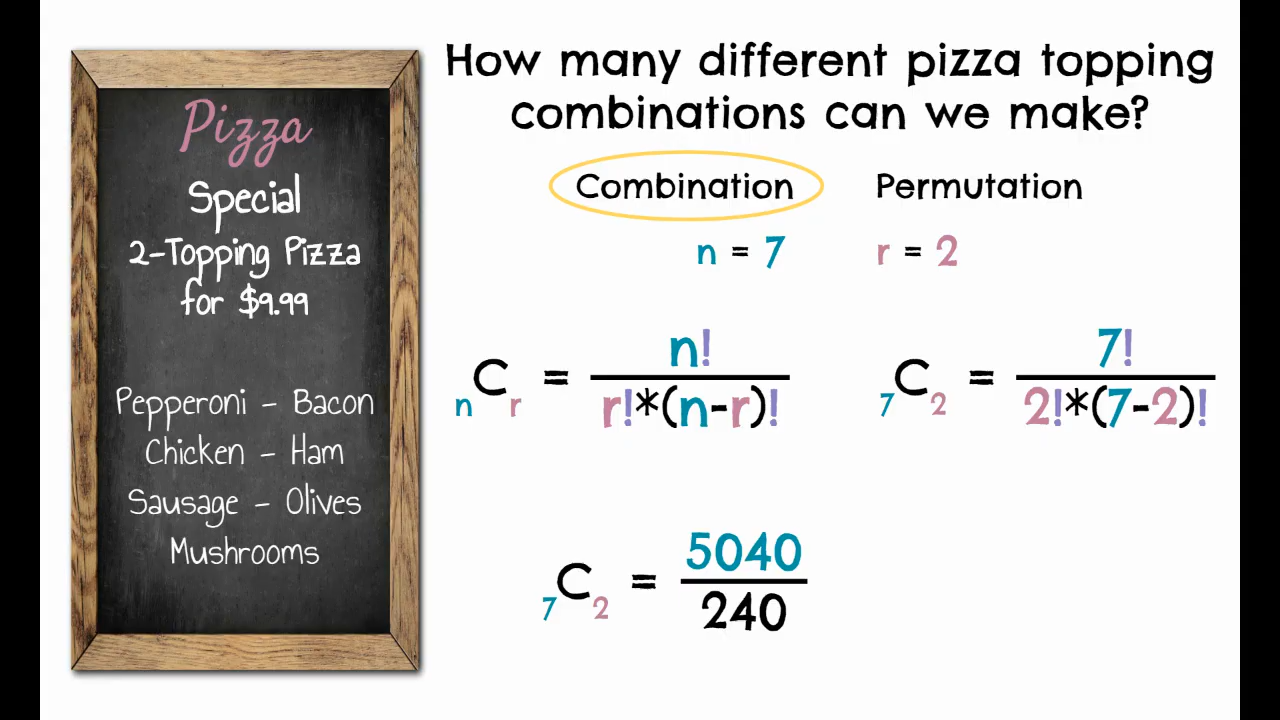 Pizza
Special
2-Topping Pizza
for $9.99
Pepperoni - Bacon
Chicken - Ham
Sausage - Olives
Mushrooms
How many different pizza topping
combinations can we make?
Combination Permutation
n = 7 r = 2
nCr = n! / r!*(n-r)! 7C2 = 7! / 2!*(7-2)!
7C2 = 5040 / 240